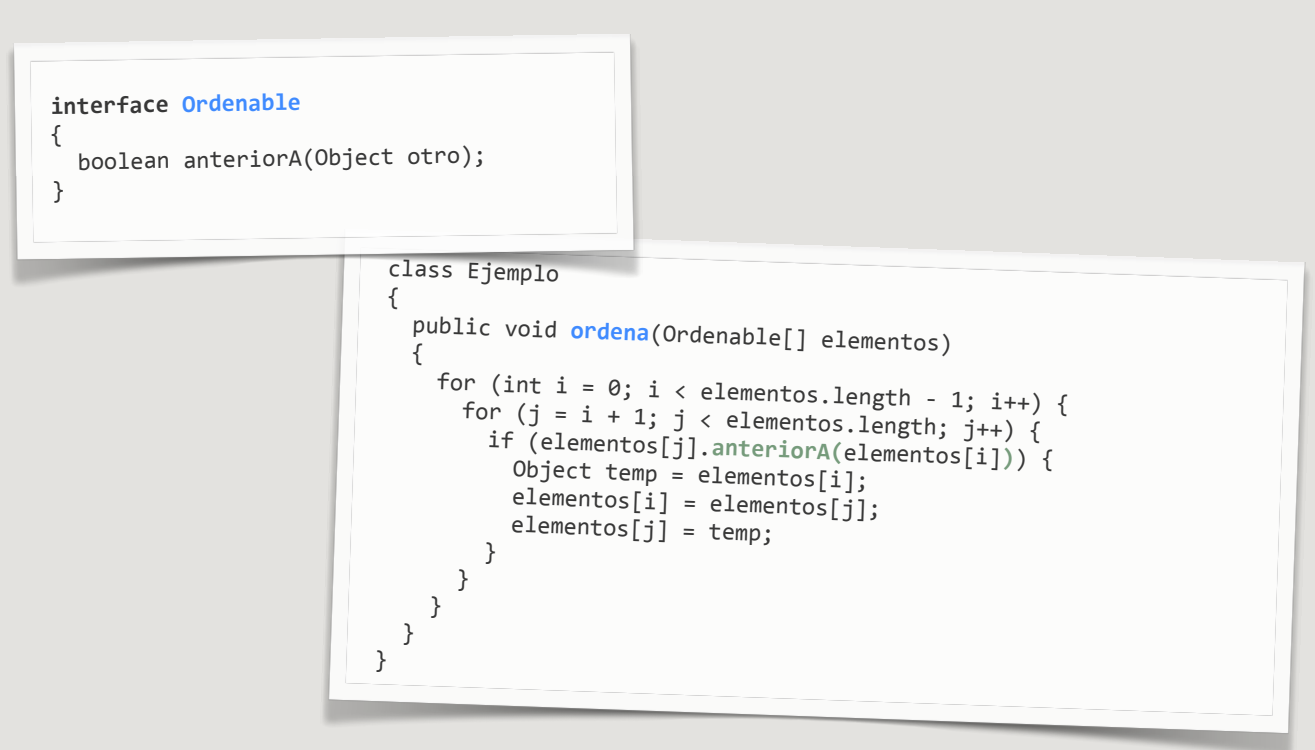 interface Ordenable
{
  boolean anteriorA(Object otro);
}
class Ejemplo
{
  public void ordena(Ordenable[] elementos)
  {
    for (int i = 0; i < elementos.length - 1; i++) {
      for (j = i + 1; j < elementos.length; j++) {
        if (elementos[j].anteriorA(elementos[i])) {
          Object temp = elementos[i];
          elementos[i] = elementos[j];
          elementos[j] = temp;
        }
      }
    }
  }
}